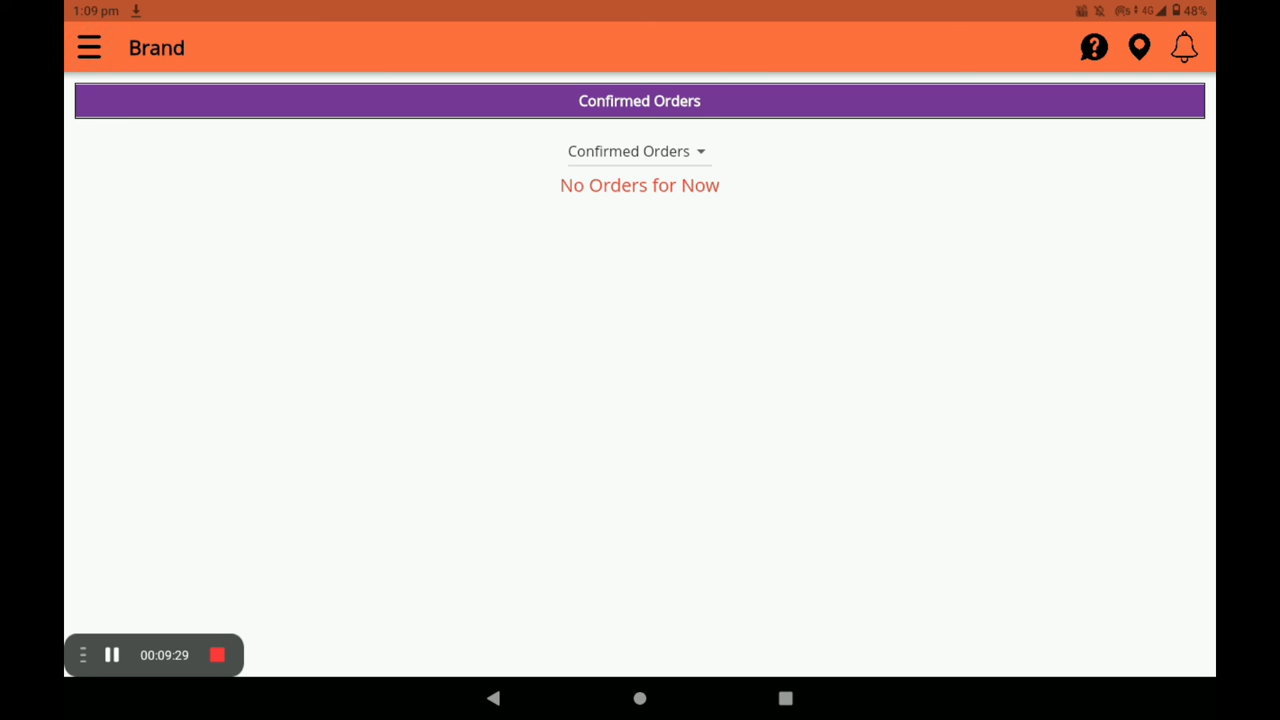 1:09 pm
4G 48%
Brand
Confirmed Orders
Confirmed Orders
No Orders for Now
00:09:29